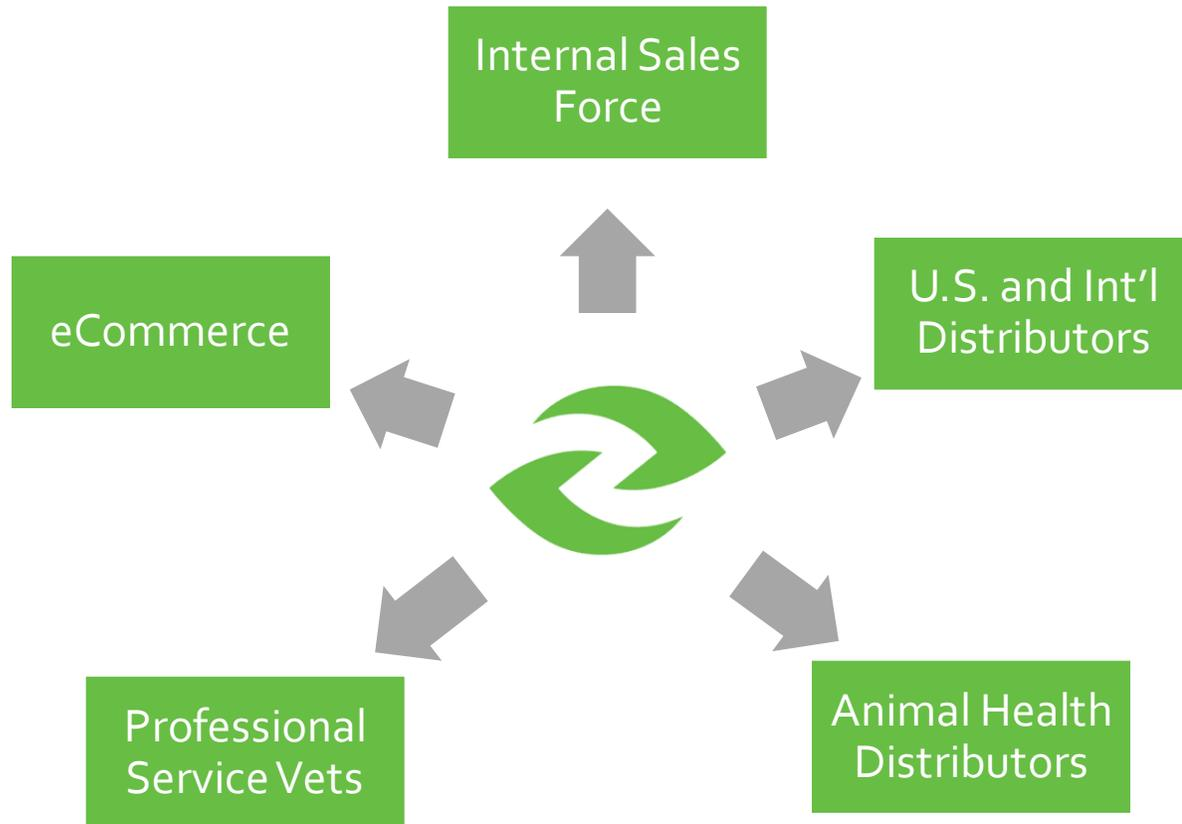 Internal Sales
Force
eCommerce
U.S. and Int’l
Distributors
Professional
Service Vets
Animal Health
Distributors